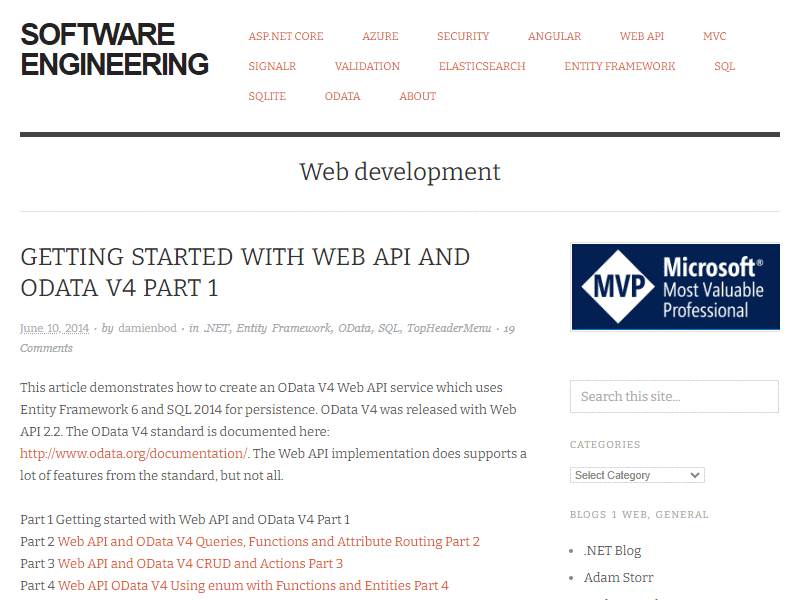 SOFTWARE
ENGINEERING
ASP.NET CORE AZURE SECURITY ANGULAR WEB API MVC
SIGNALR VALIDATION ELASTICSEARCH ENTITY FRAMEWORK SQL
SQLITE ODATA ABOUT
Web development
GETTING STARTED WITH WEB API AND
ODATA V4 PART 1
June 10, 2014 · by damienbod · in .NET, Entity Framework, OData, SQL, TopHeaderMenu · 19
Comments
This article demonstrates how to create an OData V4 Web API service which uses
Entity Framework 6 and SQL 2014 for persistence. OData V4 was released with Web
API 2.2. The OData V4 standard is documented here:
http://www.odata.org/documentation/. The Web API implementation does supports a
lot of features from the standard, but not all.
Part 1 Getting started with Web API and OData V4 Part 1
Part 2 Web API and OData V4 Queries, Functions and Attribute Routing Part 2
Part 3 Web API and OData V4 CRUD and Actions Part 3
Part 4 Web API OData V4 Using enum with Functions and Entities Part 4
MVP
Microsoft®
Most Valuable
Professional
Search this site...
CATEGORIES
Select Category
BLOGS 1 WEB, GENERAL
.NET Blog
Adam Storr